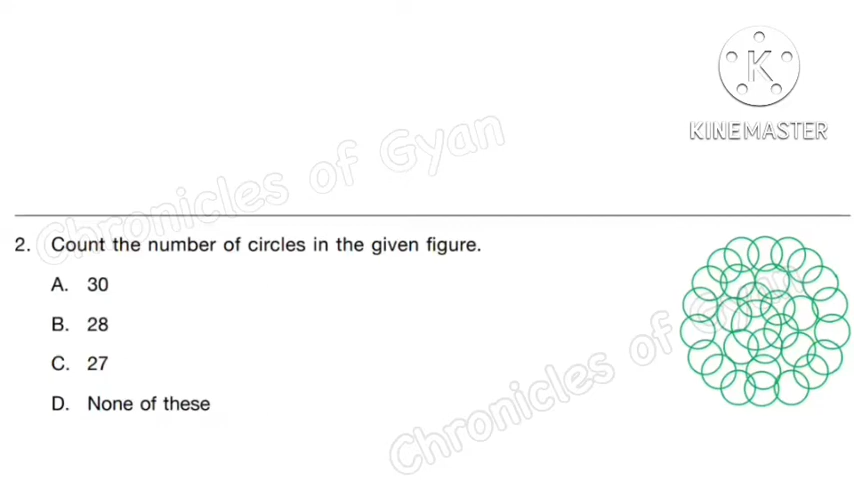 K
KINEMASTER
Chronicles of Gyan
2. Count the number of circles in the given figure.
A. 30
B. 28
C. 27
D. None of these
Chronicles of Gyan